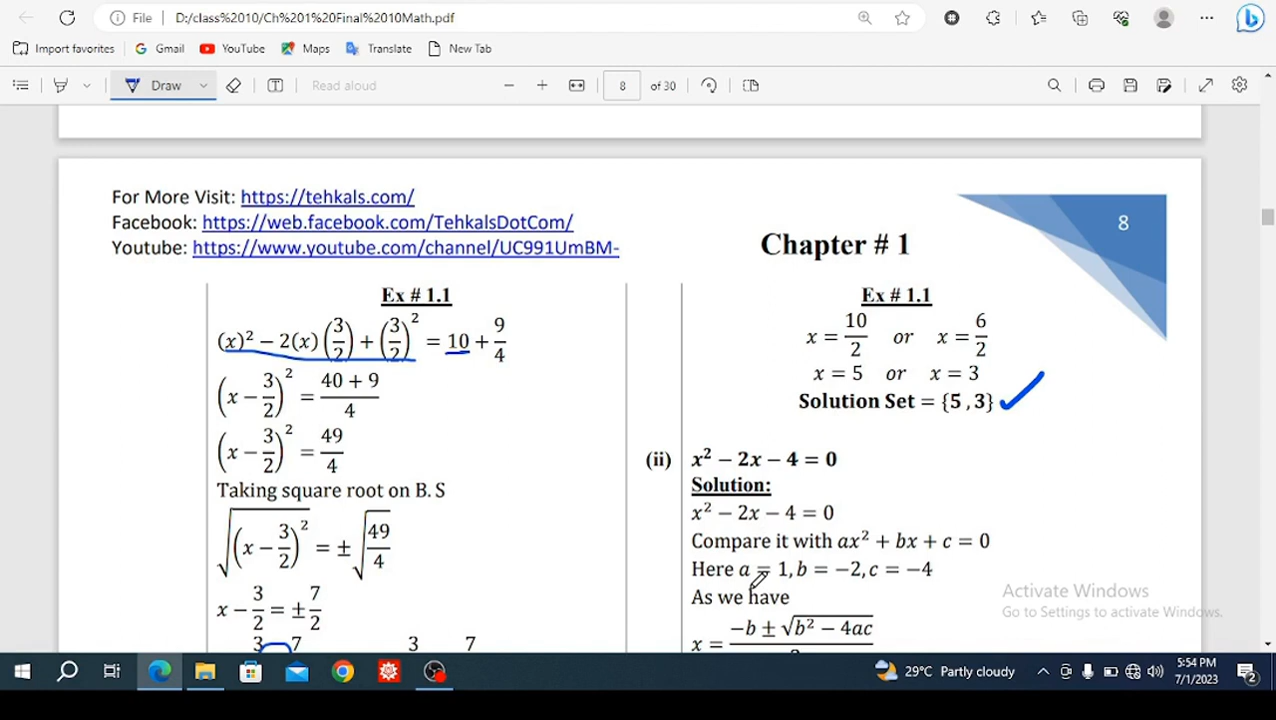 File D:/class%2010/Ch%201%20Final%2010Math.pdf
Import favorites Gmail YouTube Maps Translate New Tab
Draw Read aloud 8 of 30
For More Visit: https://tehkals.com/
Facebook: https://web.facebook.com/TehkalsDotCom/
Youtube: https://www.youtube.com/channel/UC991UmBM-
8
Chapter # 1
Ex # 1.1
(x)² − 2(x)(3/2) + (3/2)² = 10 + 9/4
(x − 3/2)² = (40 + 9)/4
(x − 3/2)² = 49/4
Taking square root on B. S
√((x − 3/2)²) = ± √(49/4)
x − 3/2 = ± 7/2
3 7 3 7
Ex # 1.1
x = 10/2 or x = 6/2
x = 5 or x = 3
Solution Set = {5 , 3}
(ii) x² − 2x − 4 = 0
Solution:
x² − 2x − 4 = 0
Compare it with ax² + bx + c = 0
Here a = 1, b = −2, c = −4
As we have
x = −b ± √(b² − 4ac)
Activate Windows
Go to Settings to activate Windows.
29°C Partly cloudy
5:54 PM
7/1/2023
2